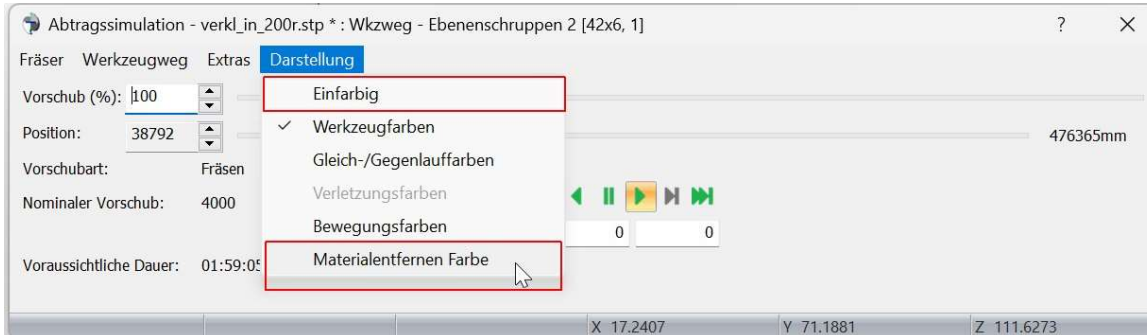 Abtragssimulation - verkl_in_200r.stp * : Wkzweg - Ebenenschruppen 2 [42x6, 1] ?
Fräser Werkzeugweg Extras Darstellung
Vorschub (%): 100
Einfarbig
Position: 38792
Werkzeugfarben
476365mm
Gleich-/Gegenlauffarben
Vorschubart: Fräsen
Verletzungsfarben
Nominaler Vorschub: 4000
Bewegungsfarben
0 0
Voraussichtliche Dauer: 01:59:05
Materialentfernen Farbe
X 17.2407 Y 71.1881 Z 111.6273